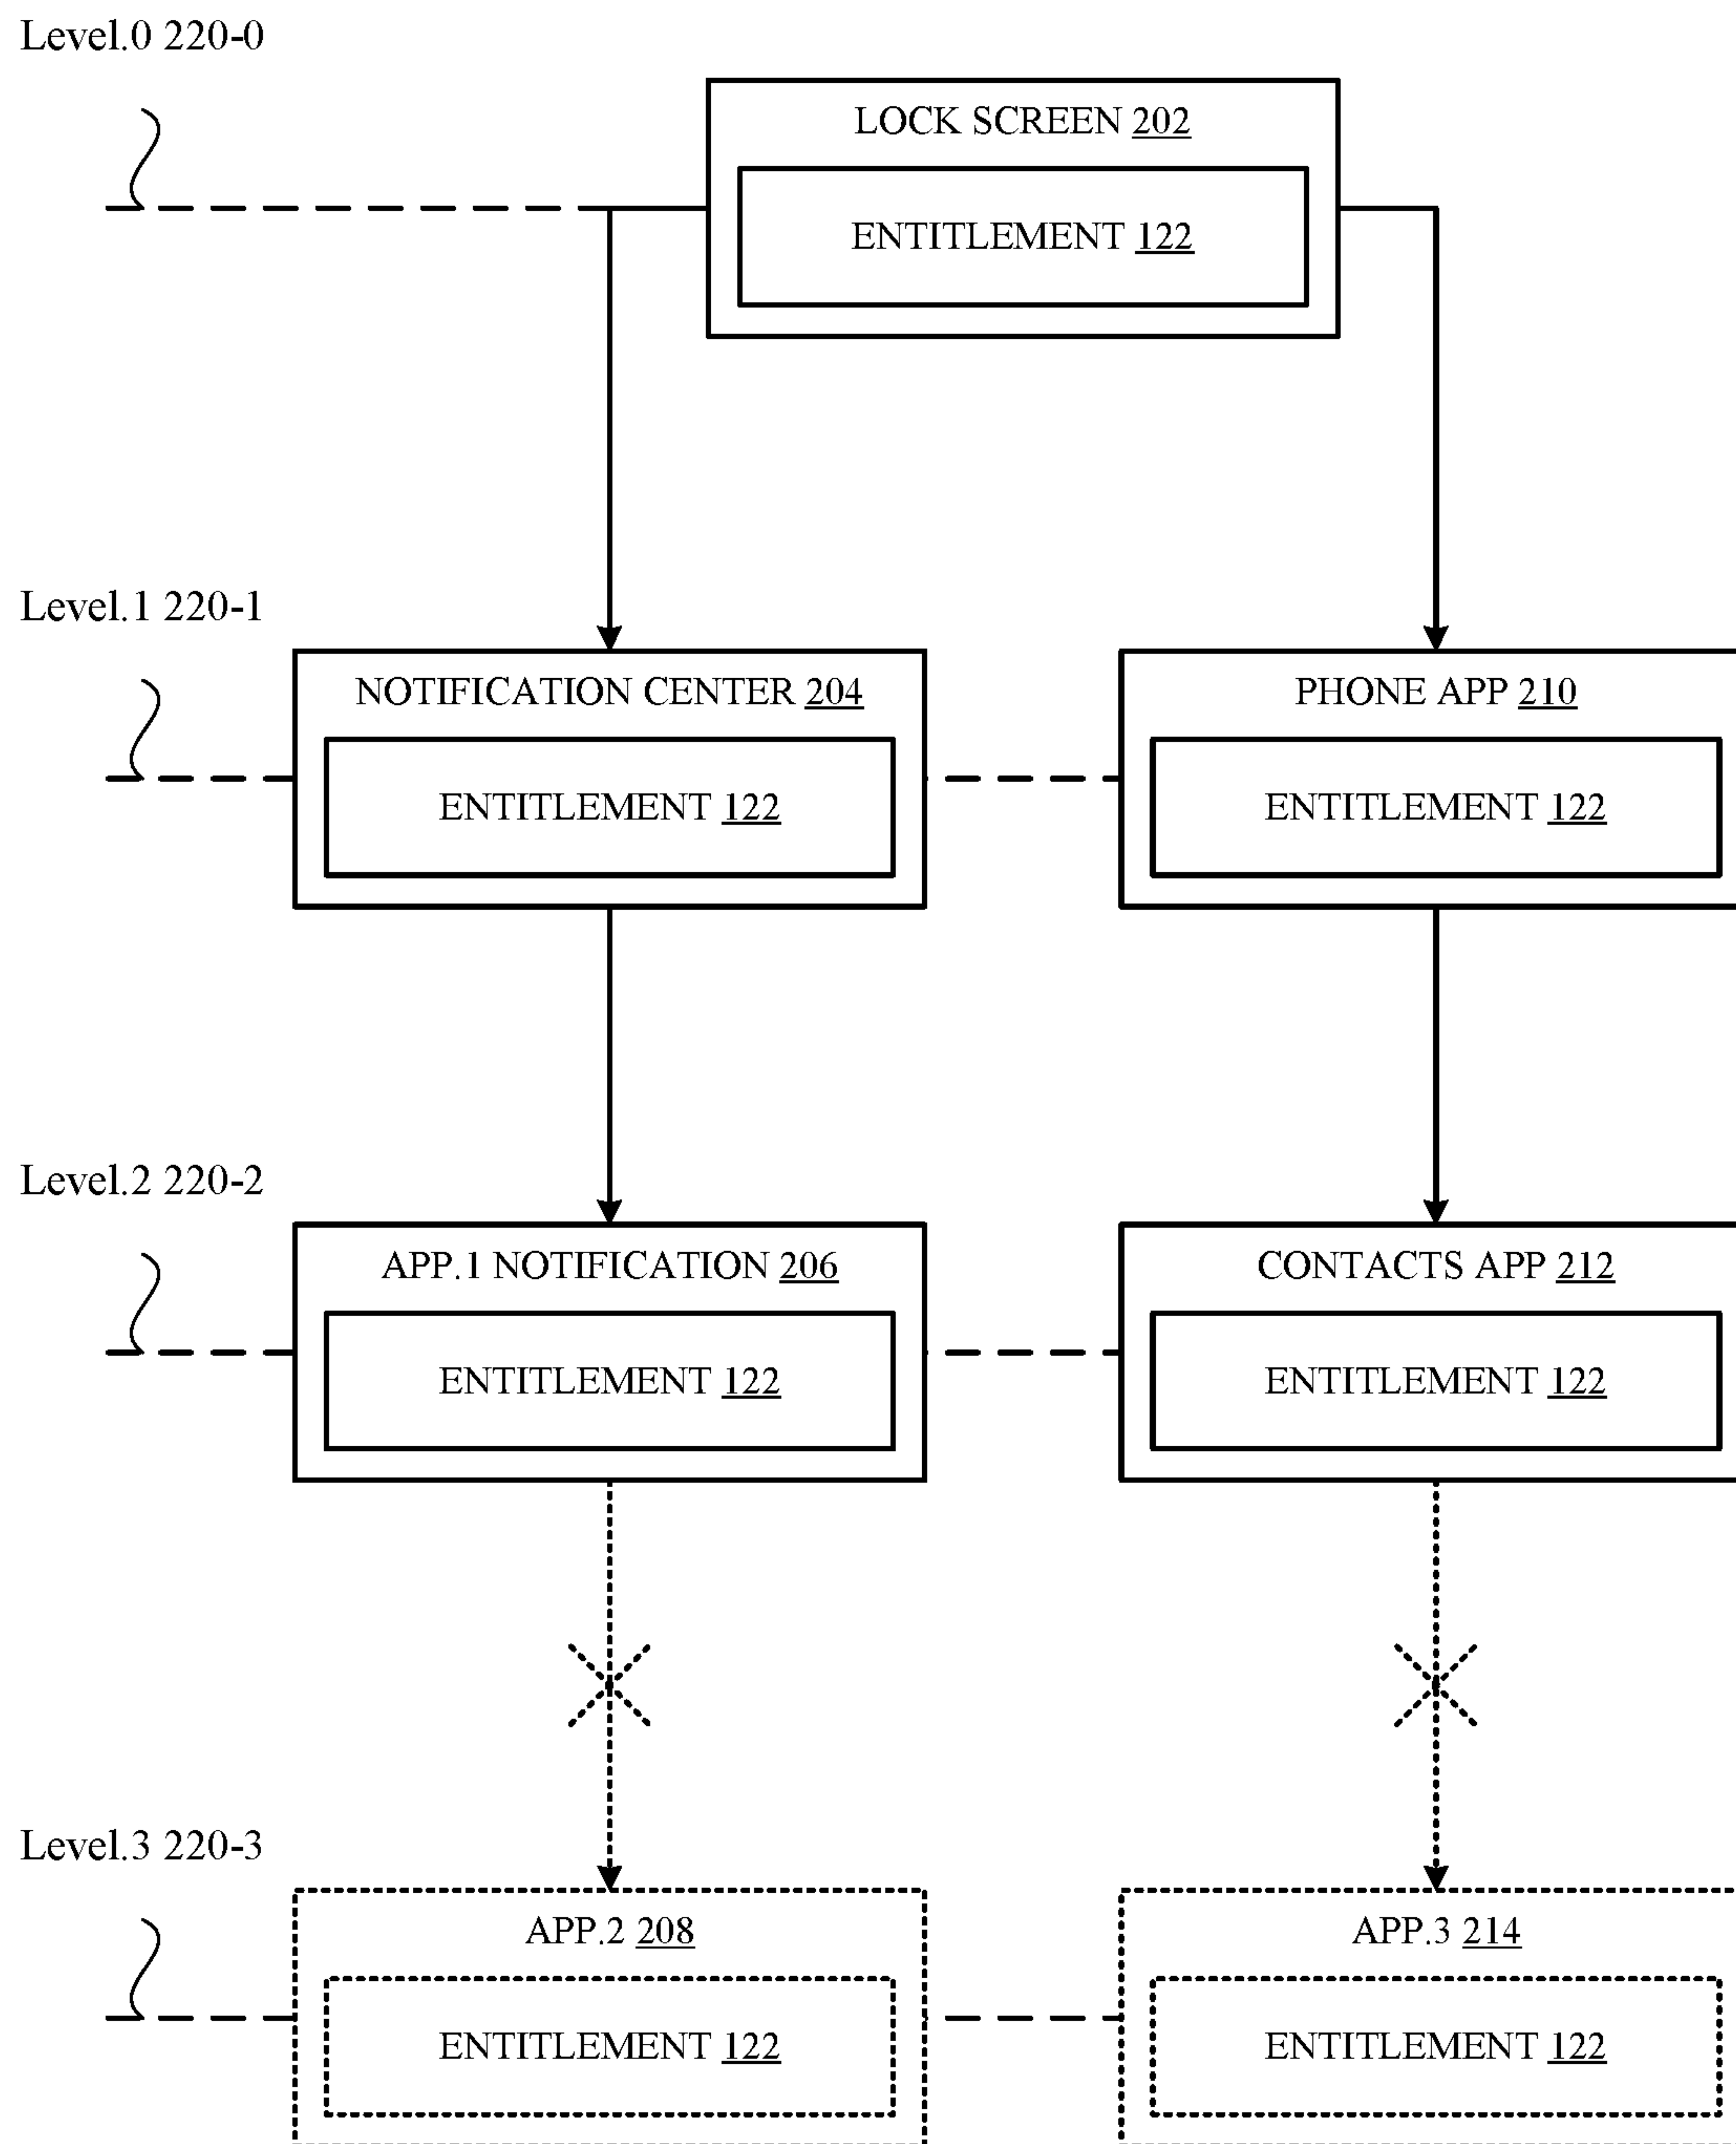 Level.0 220-0
LOCK SCREEN 202
ENTITLEMENT 122
Level.1 220-1
NOTIFICATION CENTER 204
PHONE APP 210
ENTITLEMENT 122
ENTITLEMENT 122
Level.2 220-2
APP.1 NOTIFICATION 206
CONTACTS APP 212
ENTITLEMENT 122
ENTITLEMENT 122
Level.3 220-3
APP.2 208
APP.3 214
ENTITLEMENT 122
ENTITLEMENT 122